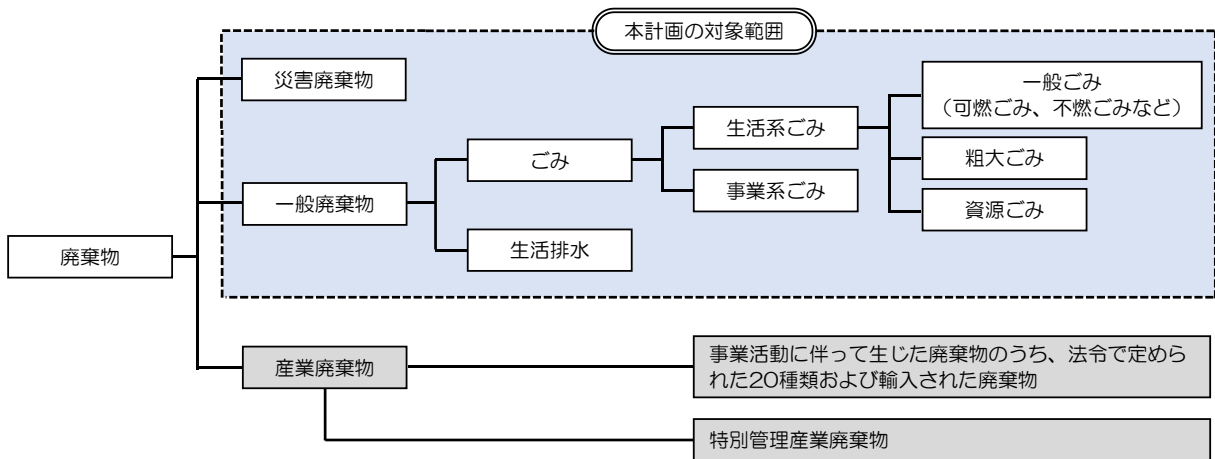 本計画の対象範囲
災害廃棄物
一般ごみ
（可燃ごみ、不燃ごみなど）
生活系ごみ
ごみ
粗大ごみ
事業系ごみ
一般廃棄物
資源ごみ
生活排水
廃棄物
産業廃棄物
事業活動に伴って生じた廃棄物のうち、法令で定めら
れた20種類および輸入された廃棄物
特別管理産業廃棄物